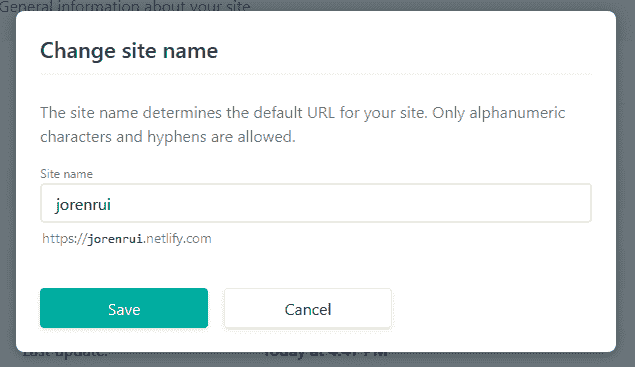 General information about your site
Change site name
The site name determines the default URL for your site. Only alphanumeric
characters and hyphens are allowed.
Site name
jorenrui
https://jorenrui.netlify.com
Save Cancel
Last update: Today at 4:47 PM